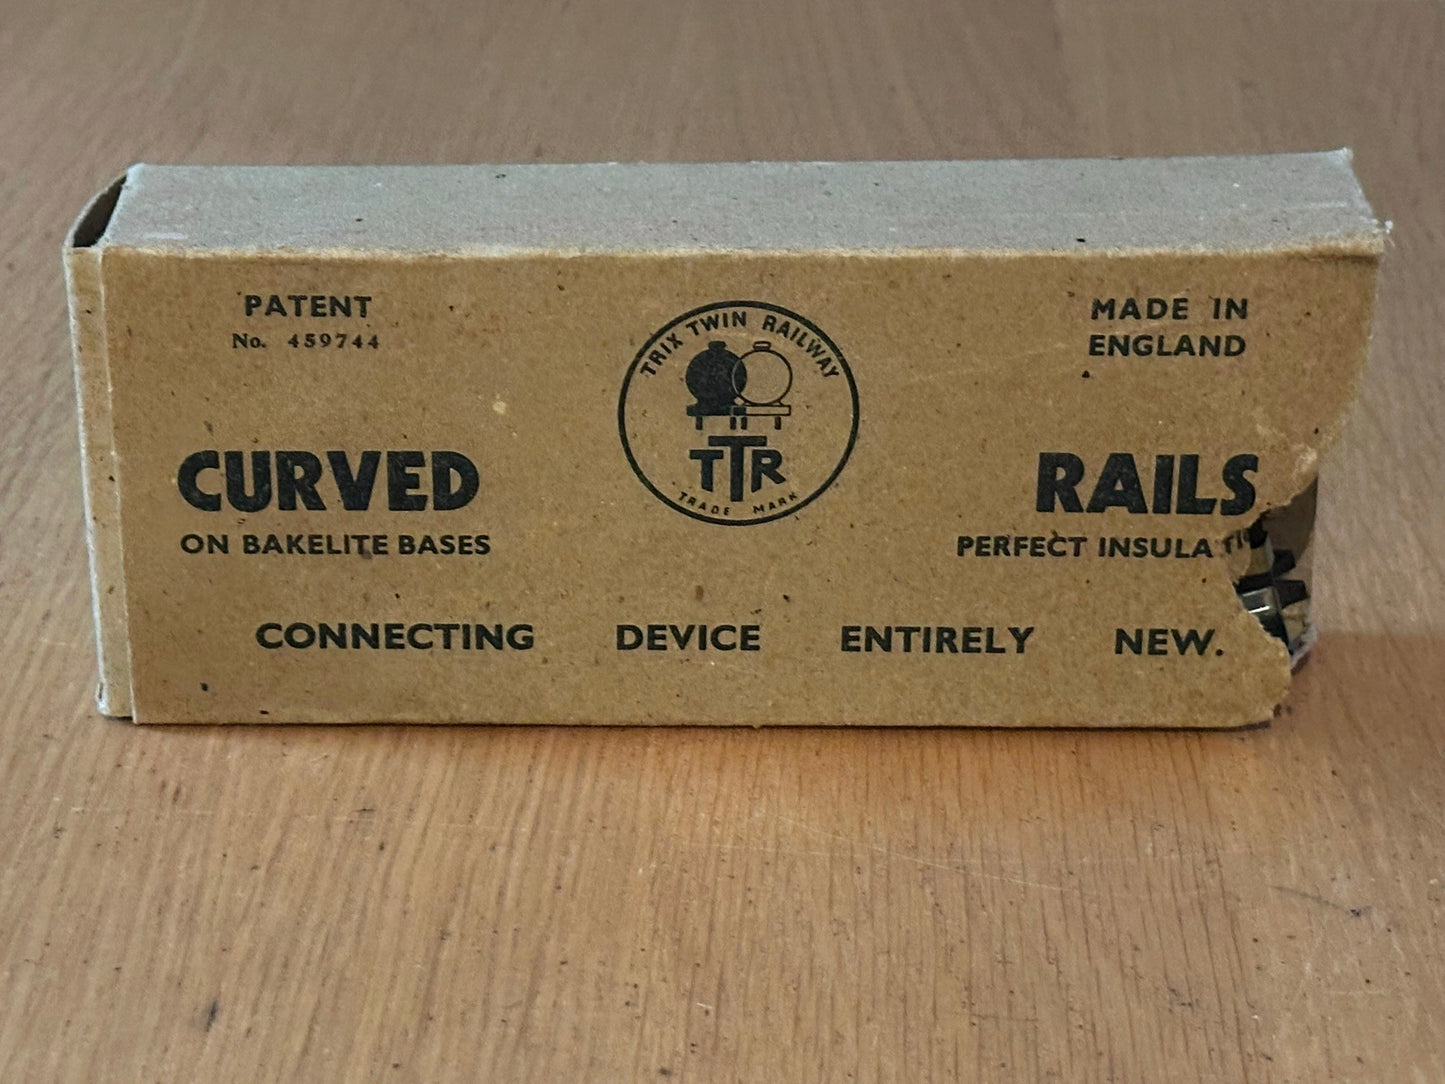 PATENT
No. 459744
TRIX TWIN RAILWAY
TTR
TRADE MARK
MADE IN
ENGLAND
CURVED
ON BAKELITE BASES
RAILS
PERFECT INSULATIO
CONNECTING DEVICE ENTIRELY NEW.